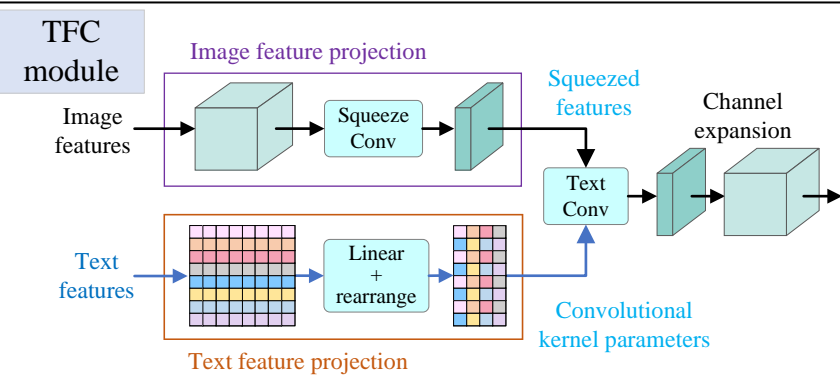 TFC
module
Image feature projection
Image
features
Squeeze
Conv
Squeezed
features
Channel
expansion
Text
Conv
Text
features
Linear
+
rearrange
Convolutional
kernel parameters
Text feature projection